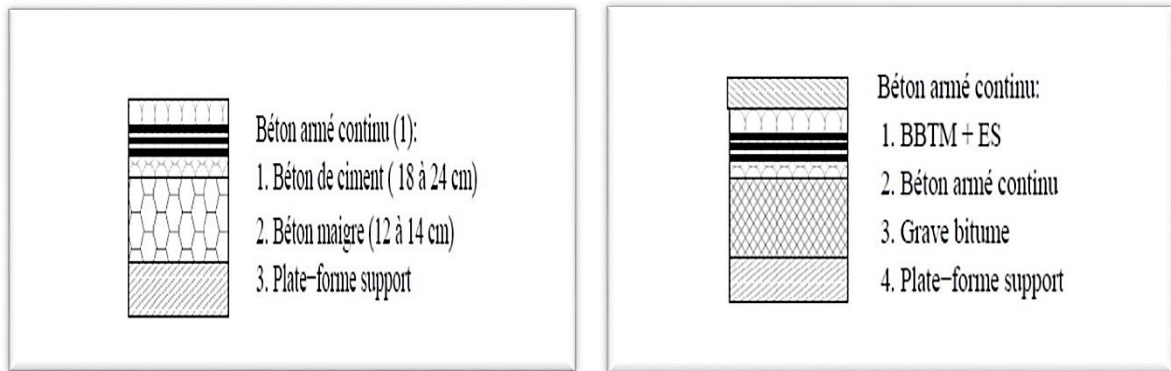 Béton armé continu (1):
1. Béton de ciment ( 18 à 24 cm)
2. Béton maigre (12 à 14 cm)
3. Plate-forme support
Béton armé continu:
1. BBTM + ES
2. Béton armé continu
3. Grave bitume
4. Plate-forme support